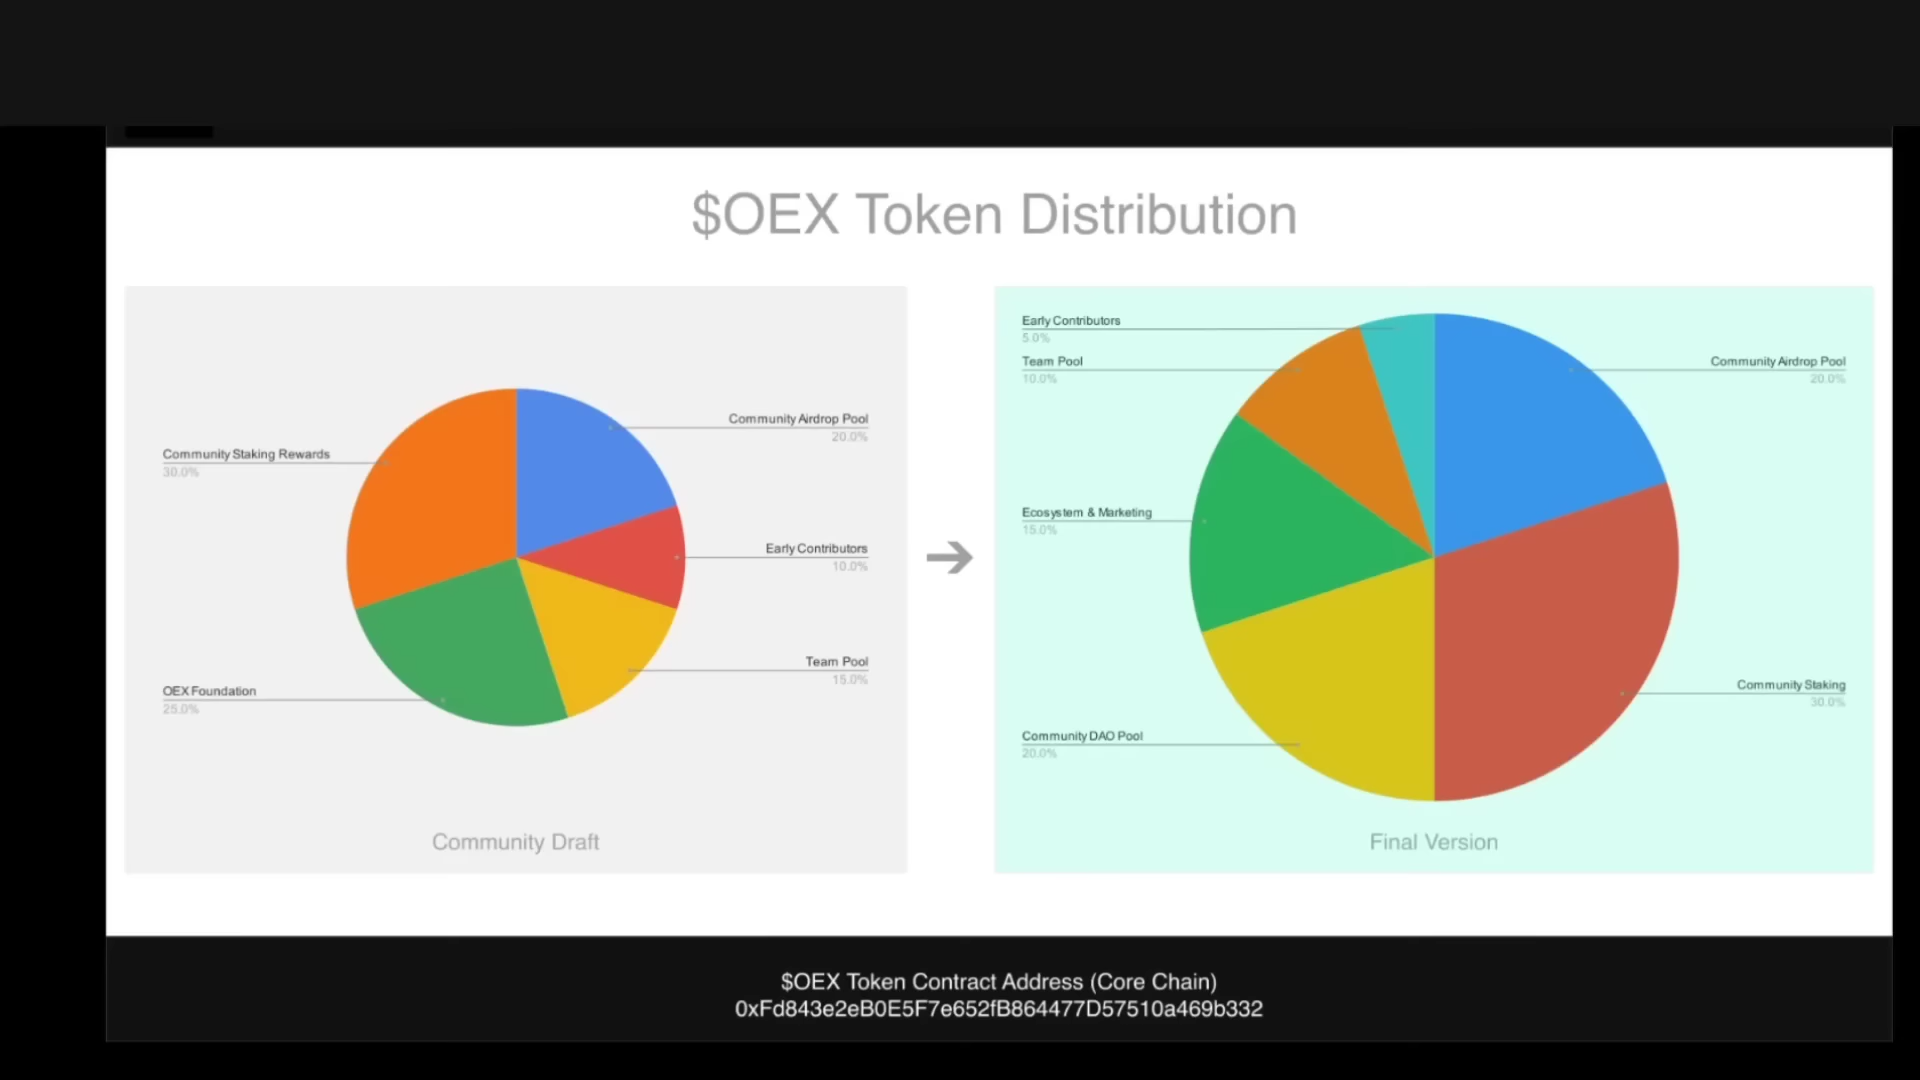 $OEX Token Distribution
Community Airdrop Pool
20.0%
Community Staking Rewards
30.0%
Early Contributors
10.0%
Team Pool
15.0%
OEX Foundation
25.0%
Community Draft
Early Contributors
5.0%
Team Pool
10.0%
Community Airdrop Pool
20.0%
Ecosystem & Marketing
15.0%
Community Staking
30.0%
Community DAO Pool
20.0%
Final Version
$OEX Token Contract Address (Core Chain)
0xFd843e2eB0E5F7e652fB864477D57510a469b332